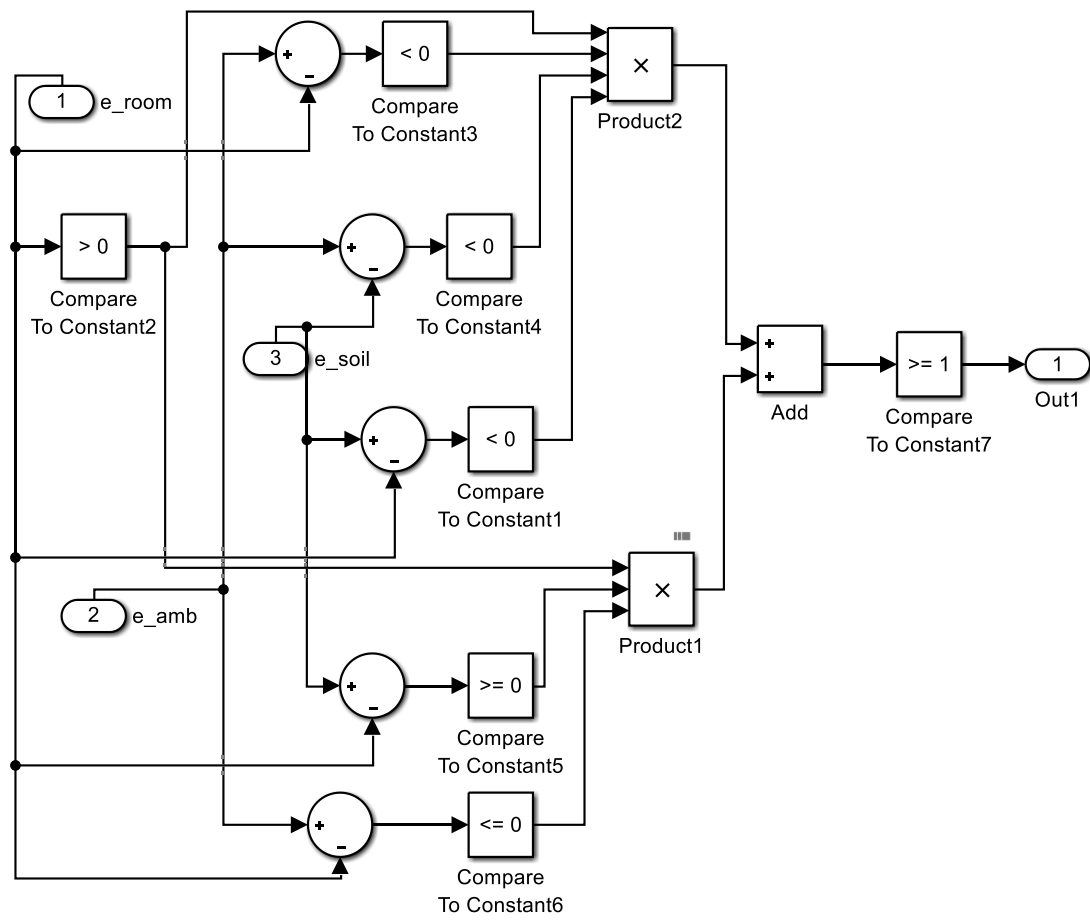 < 0
×
1
e_room
Compare
To Constant3
Product2
> 0
< 0
Compare
To Constant2
Compare
To Constant4
3
e_soil
>= 1
1
Add
Compare
To Constant7
Out1
< 0
Compare
To Constant1
×
2
e_amb
Product1
>= 0
Compare
To Constant5
<= 0
Compare
To Constant6